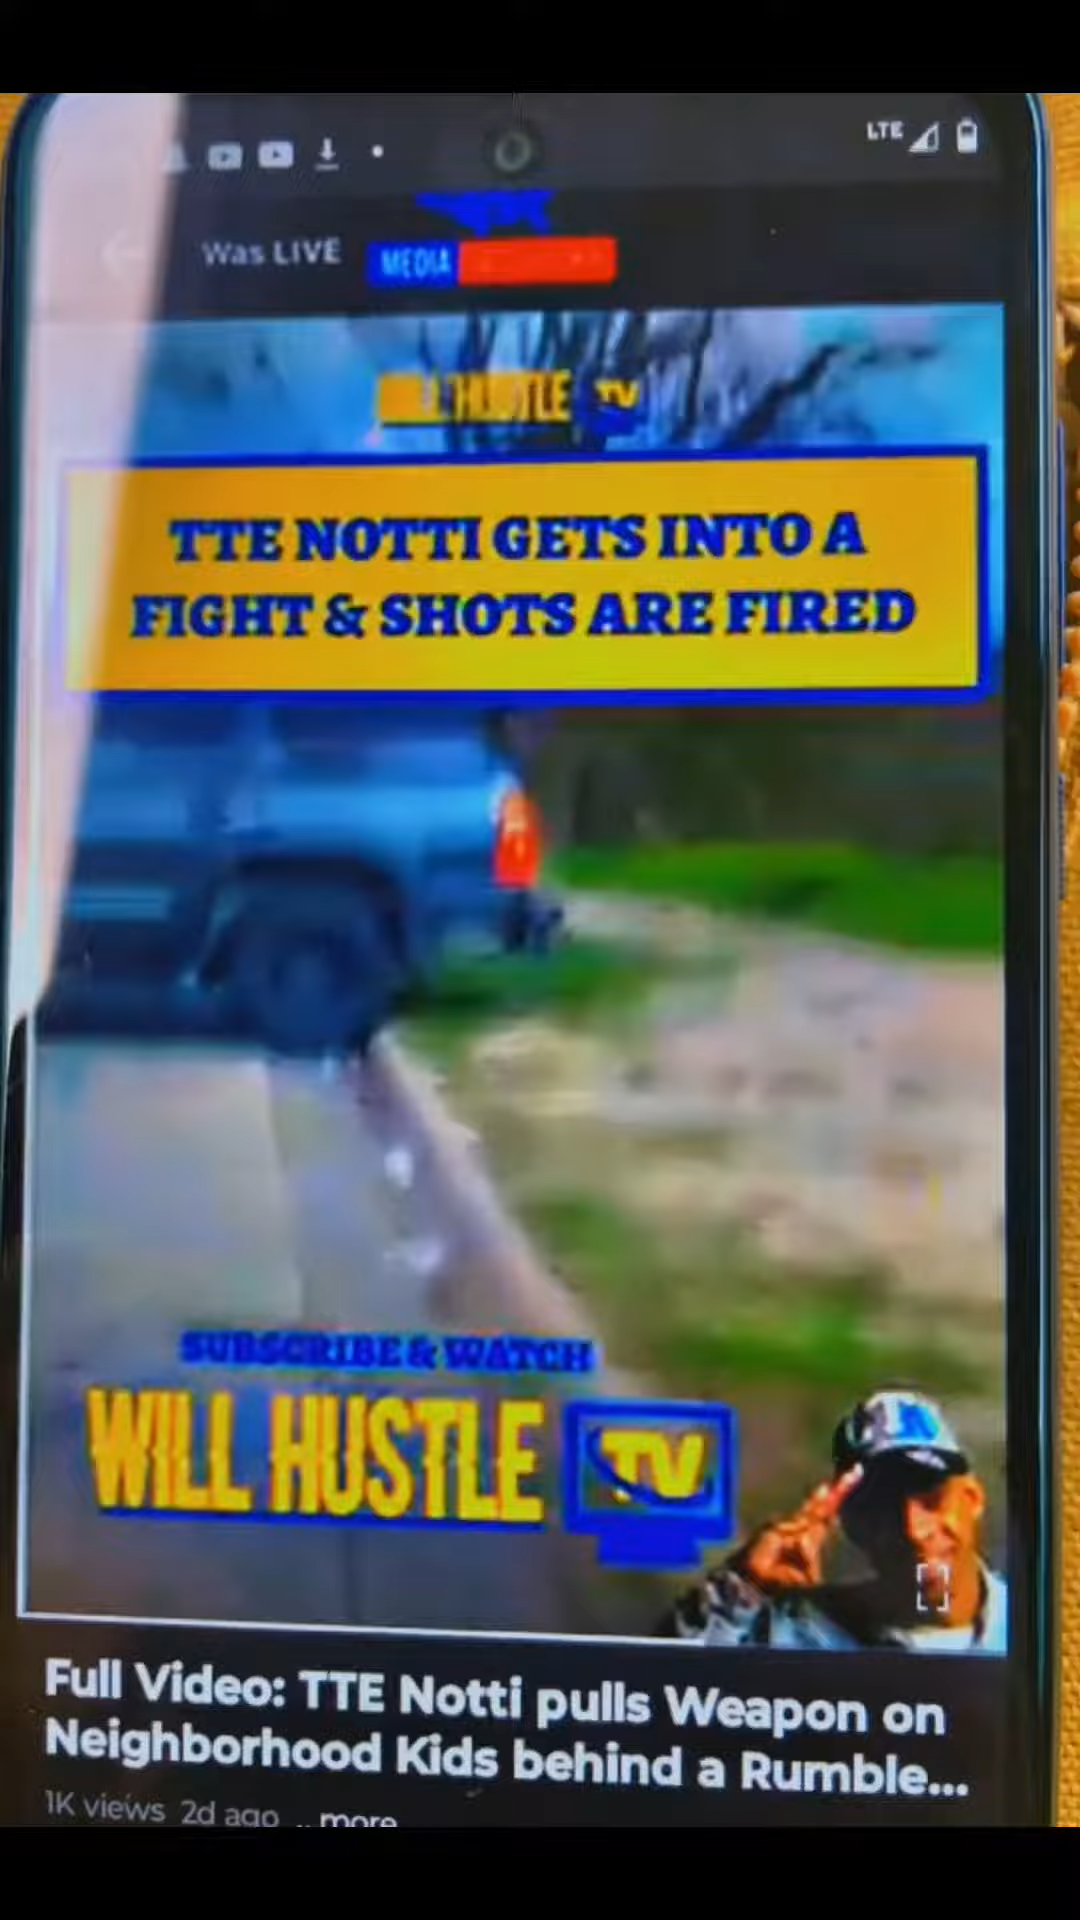 LTE
Was LIVE
MEDIA
HUSTLE TV
TTE NOTTI GETS INTO A
FIGHT & SHOTS ARE FIRED
SUBSCRIBE & WATCH
WILL HUSTLE TV
Full Video: TTE Notti pulls Weapon on
Neighborhood Kids behind a Rumble...
1K views 2d ago ...more